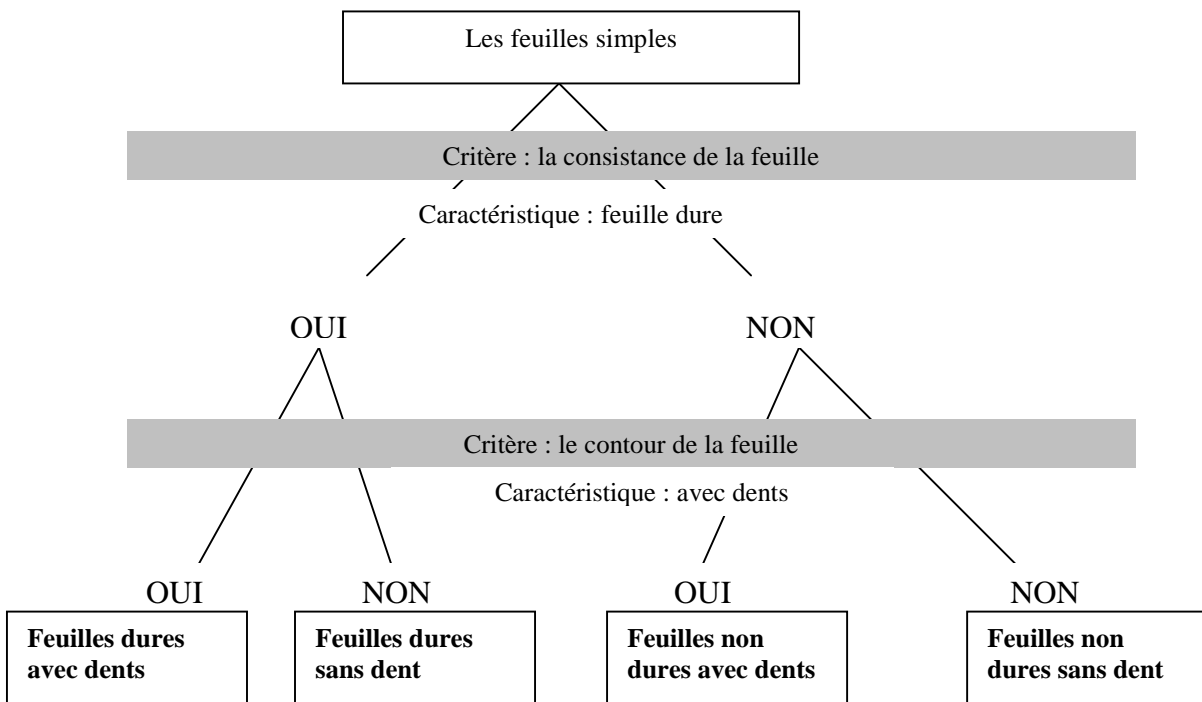 Les feuilles simples
Critère : la consistance de la feuille
Caractéristique : feuille dure
OUI
NON
Critère : le contour de la feuille
Caractéristique : avec dents
OUI
NON
OUI
NON
Feuilles dures
avec dents
Feuilles dures
sans dent
Feuilles non
dures avec dents
Feuilles non
dures sans dent